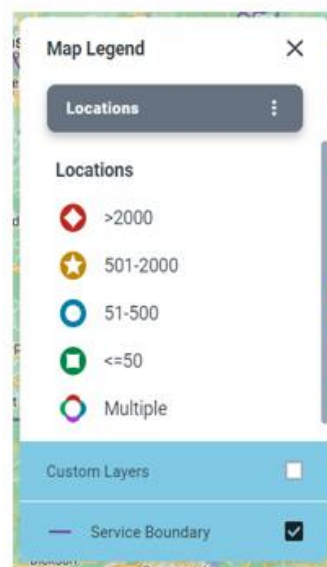 Map Legend
Locations
Locations
>2000
501-2000
51-500
<=50
Multiple
Custom Layers
Service Boundary